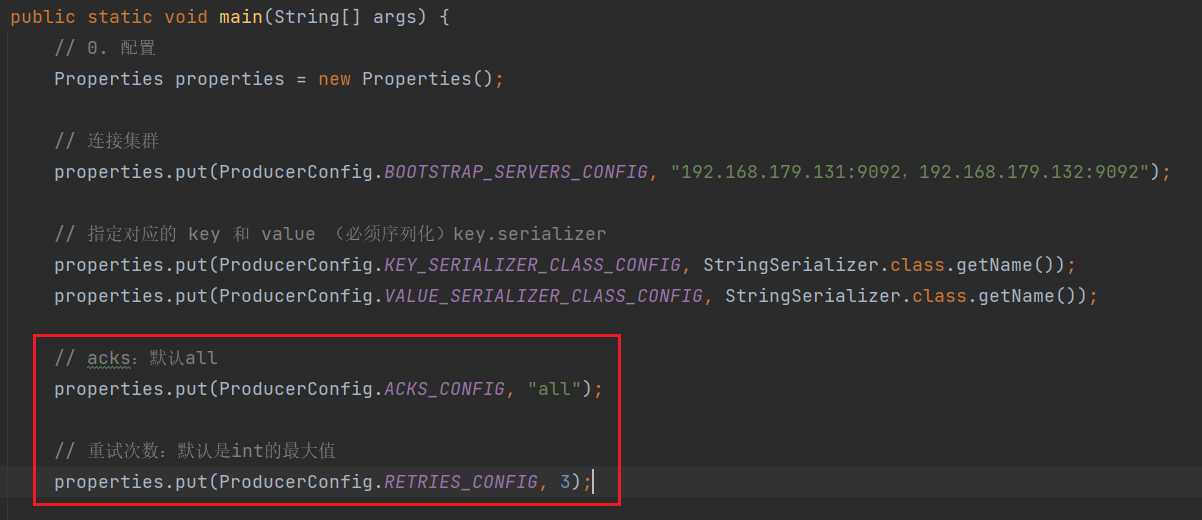 public static void main(String[] args) {
// 0. 配置
Properties properties = new Properties();
// 连接集群
properties.put(ProducerConfig.BOOTSTRAP_SERVERS_CONFIG, "192.168.179.131:9092，192.168.179.132:9092");
// 指定对应的 key 和 value （必须序列化）key.serializer
properties.put(ProducerConfig.KEY_SERIALIZER_CLASS_CONFIG, StringSerializer.class.getName());
properties.put(ProducerConfig.VALUE_SERIALIZER_CLASS_CONFIG, StringSerializer.class.getName());
// acks：默认all
properties.put(ProducerConfig.ACKS_CONFIG, "all");
// 重试次数：默认是int的最大值
properties.put(ProducerConfig.RETRIES_CONFIG, 3);